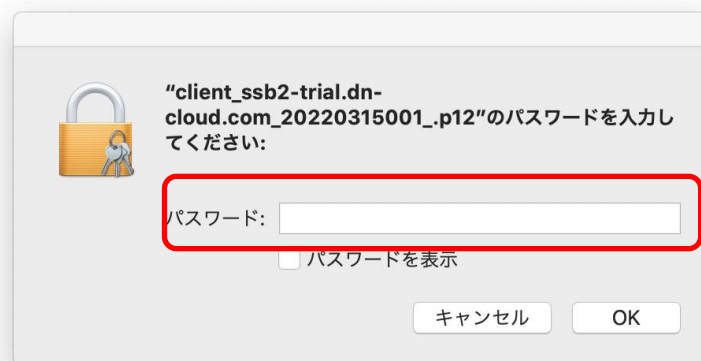 “client_ssb2-trial.dn-
cloud.com_20220315001_.p12”のパスワードを入力し
てください:
パスワード:
パスワードを表示
キャンセル
OK